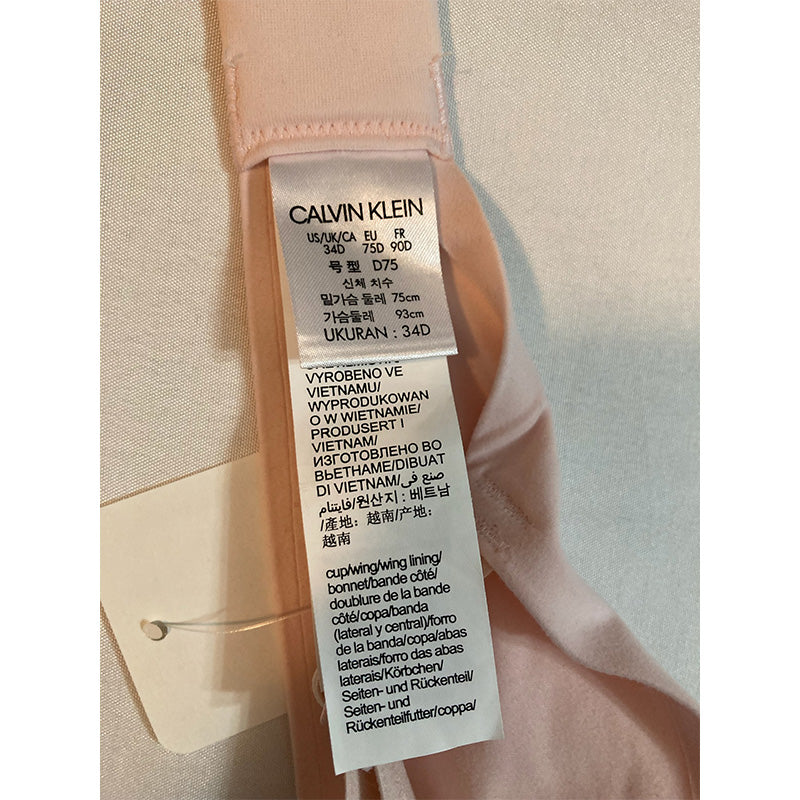 CALVIN KLEIN
US/UK/CA EU FR
34D 75D 90D
号型 D75
신체 치수
밑가슴 둘레 75cm
가슴둘레 93cm
UKURAN : 34D
VYROBENO VE
VIETNAMU/
WYPRODUKOWAN
O W WIETNAMIE/
PRODUSERT I
VIETNAM/
ИЗГОТОВЛЕНО ВО
ВЬЕТНАМЕ/DIBUAT
DI VIETNAM/صنع في
فايتنام/원산지 : 베트남
/產地: 越南/产地:
越南
cup/wing/wing lining/
bonnet/bande côté/
doublure de la bande
côté/copa/banda
(lateral y central)/forro
de la banda/copa/abas
laterais/forro das abas
laterais/Körbchen/
Seiten- und Rückenteil/
Seiten- und
Rückenteilfutter/coppa/